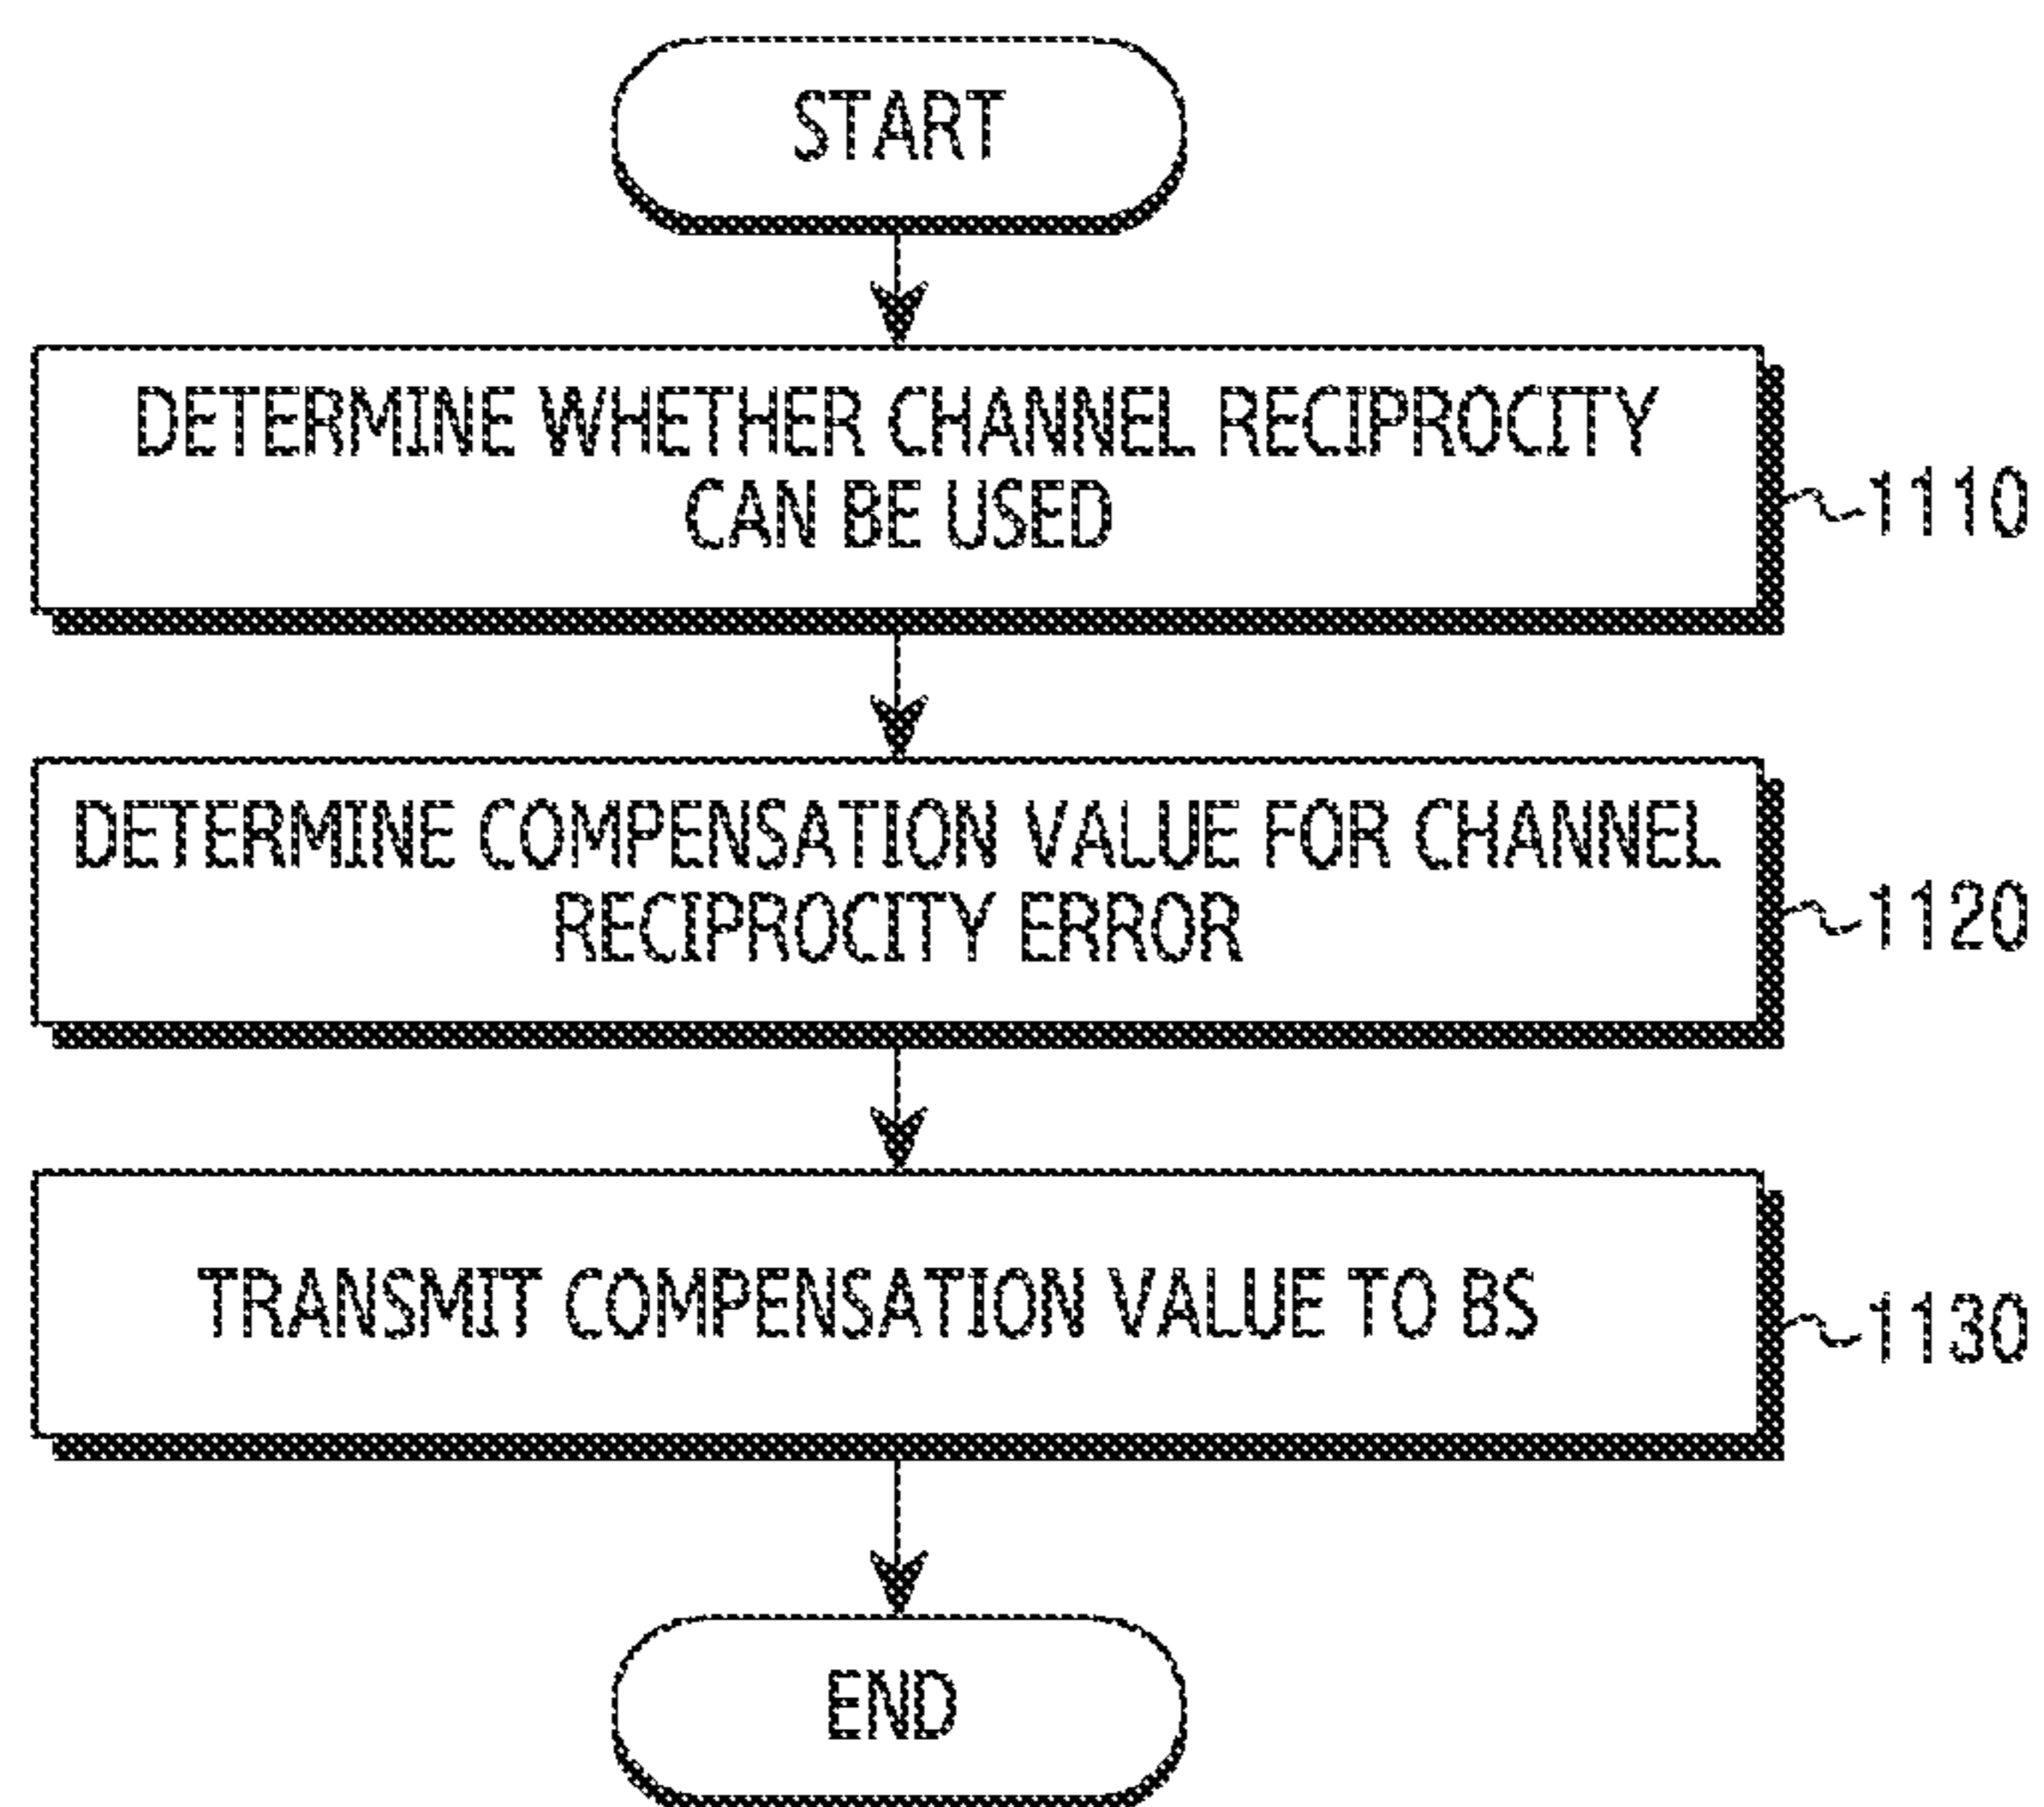 START
DETERMINE WHETHER CHANNEL RECIPROCITY
CAN BE USED
1110
DETERMINE COMPENSATION VALUE FOR CHANNEL
RECIPROCITY ERROR
1120
TRANSMIT COMPENSATION VALUE TO BS
1130
END